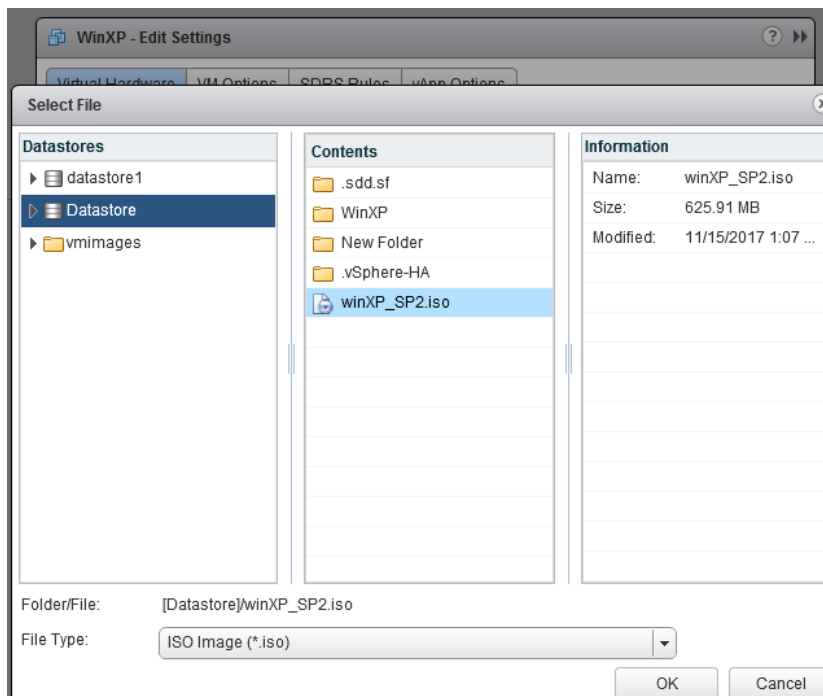 WinXP - Edit Settings
Virtual Hardware VM Options SDRS Rules vApp Options
Select File
Datastores
datastore1
Datastore
vmimages
Contents
.sdd.sf
WinXP
New Folder
.vSphere-HA
winXP_SP2.iso
Information
Name: winXP_SP2.iso
Size: 625.91 MB
Modified: 11/15/2017 1:07 ...
Folder/File: [Datastore]/winXP_SP2.iso
File Type: ISO Image (*.iso)
OK Cancel